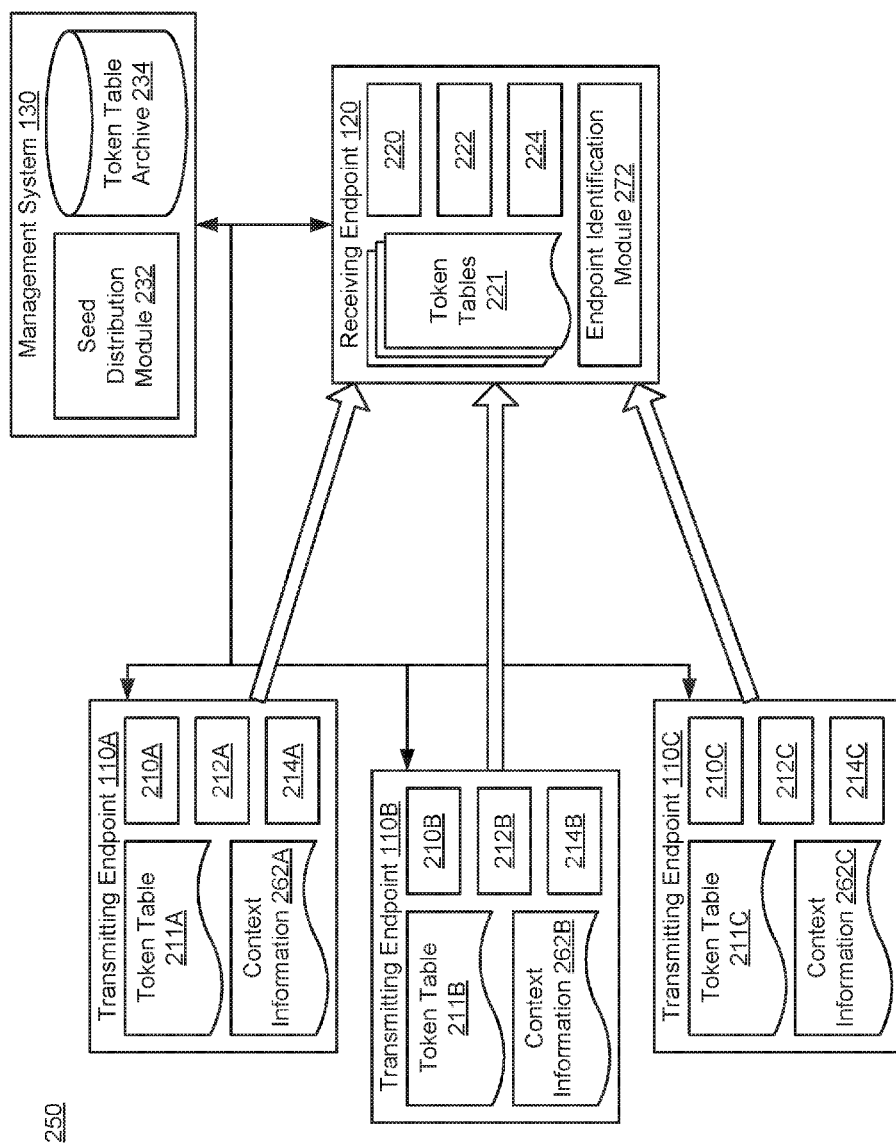 250
Management System 130
Seed
Distribution
Module 232
Token Table
Archive 234
Transmitting Endpoint 110A
Token Table
211A
Context
Information 262A
210A
212A
214A
Transmitting Endpoint 110B
Token Table
211B
Context
Information 262B
210B
212B
214B
Transmitting Endpoint 110C
Token Table
211C
Context
Information 262C
210C
212C
214C
Receiving Endpoint 120
Token
Tables
221
220
222
224
Endpoint Identification
Module 272